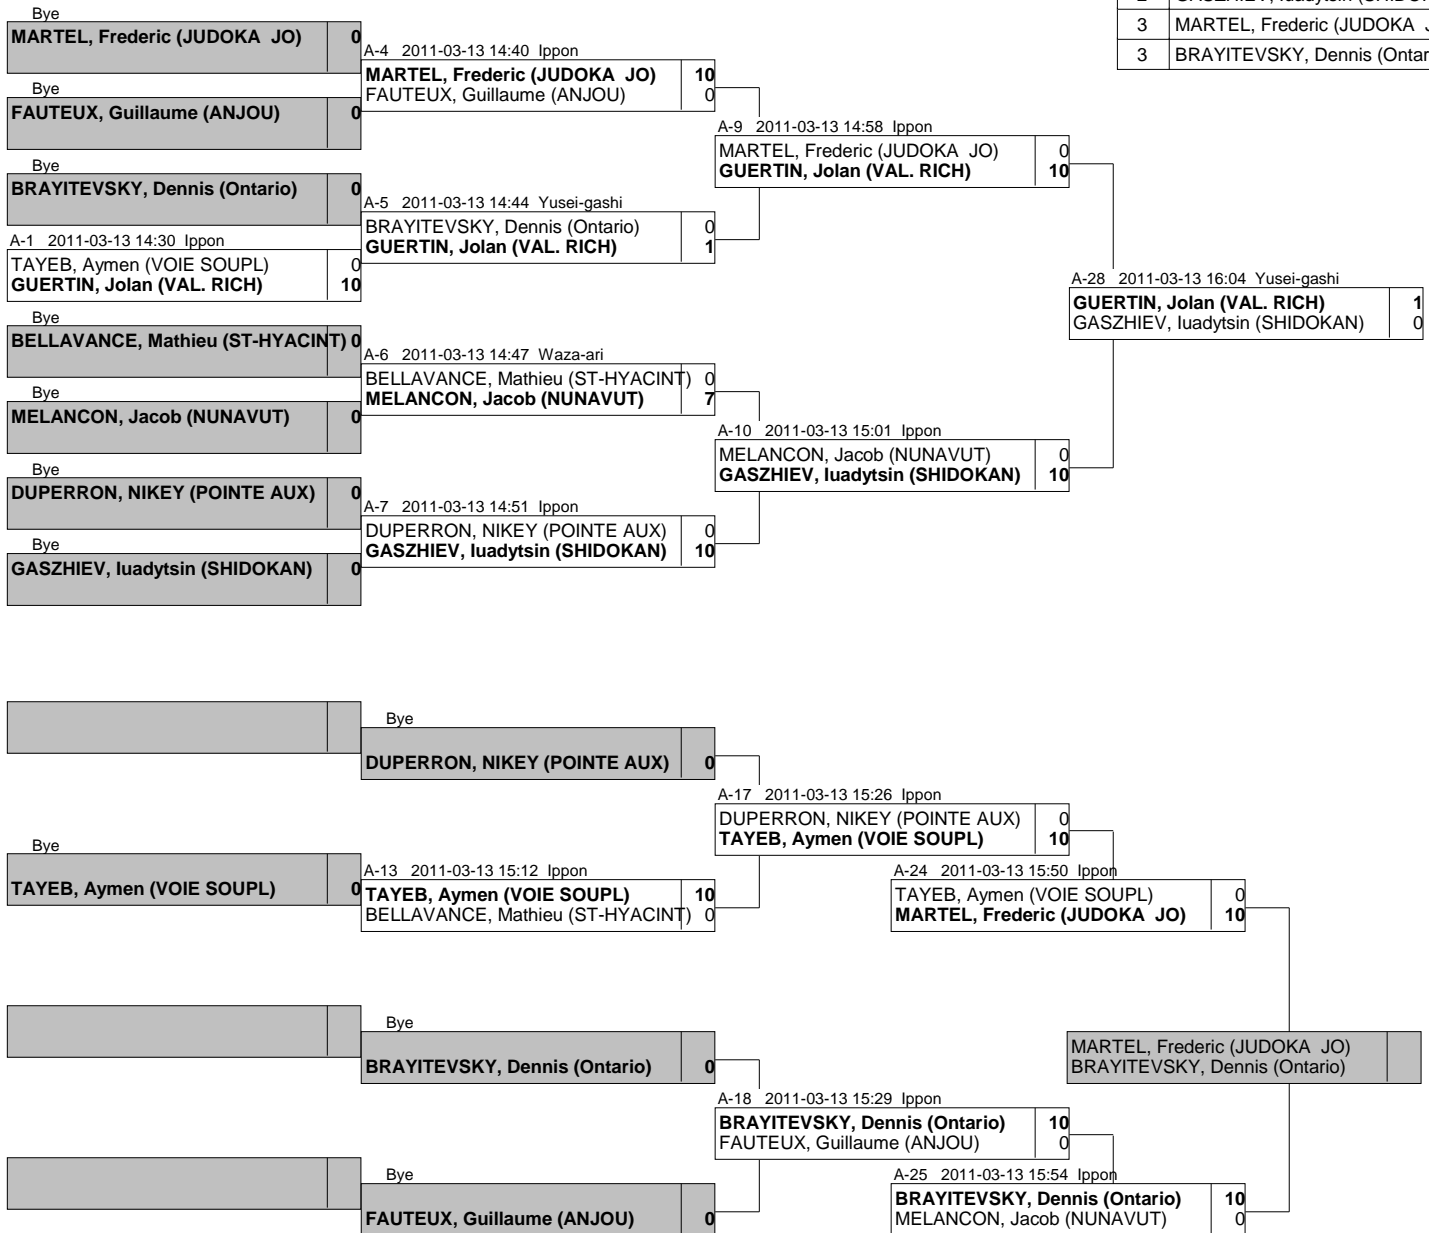 2 GASZHIEV, Iuadytsin
3 MARTEL, Frederic (JUDOKA
3 BRAYITEVSKY, Dennis
Bye
MARTEL, Frederic (JUDOKA JO) 0
Bye
FAUTEUX, Guillaume (ANJOU) 0
Bye
BRAYITEVSKY, Dennis (Ontario) 0
A-1 2011-03-13 14:30 Ippon
TAYEB, Aymen (VOIE SOUPL) 0
GUERTIN, Jolan (VAL. RICH) 10
Bye
BELLAVANCE, Mathieu (ST-HYACINT) 0
Bye
MELANCON, Jacob (NUNAVUT) 0
Bye
DUPERRON, NIKEY (POINTE AUX) 0
Bye
GASZHIEV, Iuadytsin (SHIDOKAN) 0
A-4 2011-03-13 14:40 Ippon
MARTEL, Frederic (JUDOKA JO) 10
FAUTEUX, Guillaume (ANJOU) 0
A-5 2011-03-13 14:44 Yusei-gashi
BRAYITEVSKY, Dennis (Ontario) 0
GUERTIN, Jolan (VAL. RICH) 1
A-6 2011-03-13 14:47 Waza-ari
BELLAVANCE, Mathieu (ST-HYACINT) 0
MELANCON, Jacob (NUNAVUT) 7
A-7 2011-03-13 14:51 Ippon
DUPERRON, NIKEY (POINTE AUX) 0
GASZHIEV, Iuadytsin (SHIDOKAN) 10
A-9 2011-03-13 14:58 Ippon
MARTEL, Frederic (JUDOKA JO) 0
GUERTIN, Jolan (VAL. RICH) 10
A-10 2011-03-13 15:01 Ippon
MELANCON, Jacob (NUNAVUT) 0
GASZHIEV, Iuadytsin (SHIDOKAN) 10
A-28 2011-03-13 16:04 Yusei-gashi
GUERTIN, Jolan (VAL. RICH) 1
GASZHIEV, Iuadytsin (SHIDOKAN) 0
Bye
DUPERRON, NIKEY (POINTE AUX) 0
Bye
TAYEB, Aymen (VOIE SOUPL) 0
A-13 2011-03-13 15:12 Ippon
TAYEB, Aymen (VOIE SOUPL) 10
BELLAVANCE, Mathieu (ST-HYACINT) 0
A-17 2011-03-13 15:26 Ippon
DUPERRON, NIKEY (POINTE AUX) 0
TAYEB, Aymen (VOIE SOUPL) 10
A-24 2011-03-13 15:50 Ippon
TAYEB, Aymen (VOIE SOUPL) 0
MARTEL, Frederic (JUDOKA JO) 10
Bye
BRAYITEVSKY, Dennis (Ontario) 0
Bye
FAUTEUX, Guillaume (ANJOU) 0
A-18 2011-03-13 15:29 Ippon
BRAYITEVSKY, Dennis (Ontario) 10
FAUTEUX, Guillaume (ANJOU) 0
A-25 2011-03-13 15:54 Ippon
BRAYITEVSKY, Dennis (Ontario) 10
MELANCON, Jacob (NUNAVUT) 0
MARTEL, Frederic (JUDOKA JO)
BRAYITEVSKY, Dennis (Ontario)